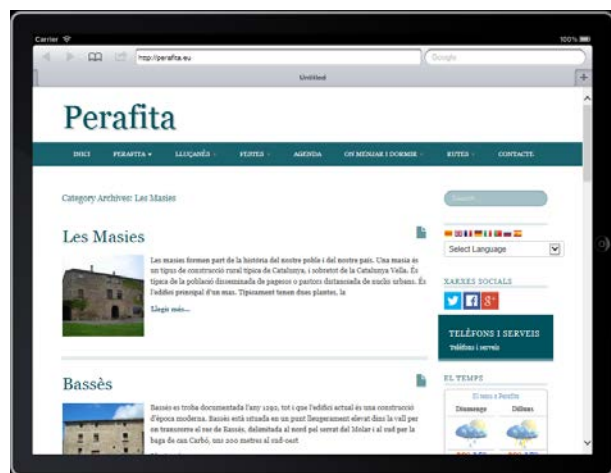 Carrier
100%
http://perafita.eu
Google
Untitled
Perafita
INICI PERAFITA LLUÇANÈS FESTES AGENDA ON MENJAR I DORMIR RUTES CONTACTE
Category Archives: Les Masies
Search
Les Masies
Les masies formen part de la història del nostre poble i del nostre país. Una masia és
un tipus de construcció rural típica de Catalunya, i sobretot de la Catalunya Vella. És
típica de la població disseminada de pagesos o pastors distanciada de nuclis urbans. És
l'edifici principal d'un mas. Típicament tenen dues plantes, la
Llegir més...
Select Language
XARXES SOCIALS
TELÈFONS I SERVEIS
Telèfons i serveis
EL TEMPS
El temps a Perafita
Diumenge Dilluns
Bassès
Bassès es troba documentada l'any 1292, tot i que l'edifici actual és una construcció
d'època moderna. Bassès està situada en un punt lleugerament elevat dins la vall per
on transcorre el rec de Bassès, delimitada al nord pel serrat del Molar i al sud per la
baga de can Carbó, uns 200 metres al sud-oest